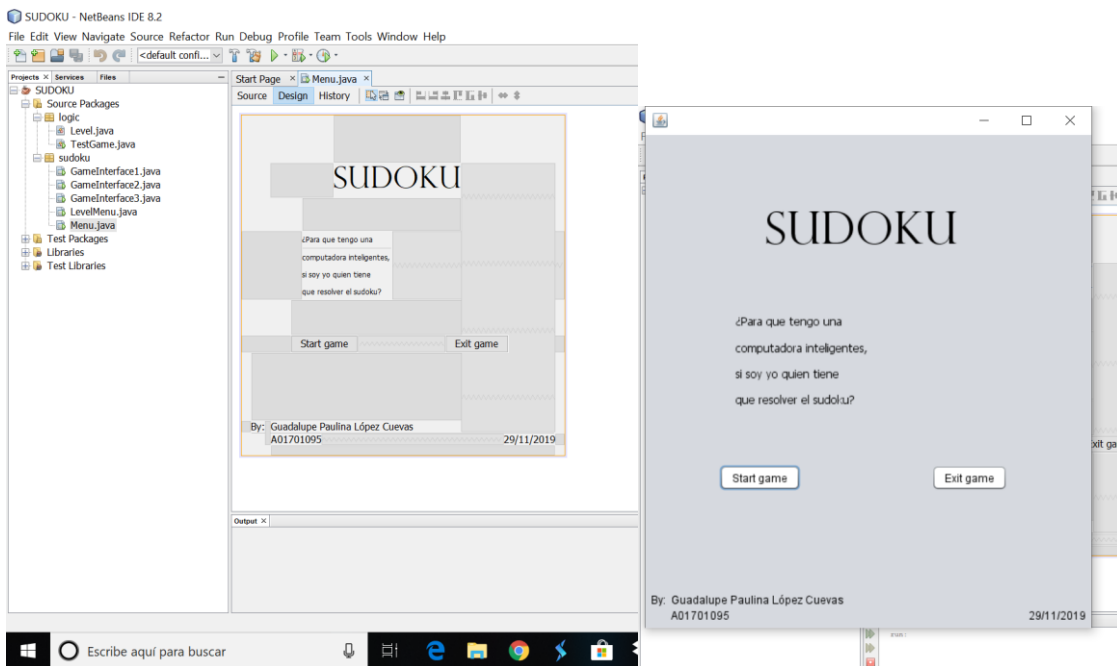 SUDOKU - NetBeans IDE 8.2
File Edit View Navigate Source Refactor Run Debug Profile Team Tools Window Help
<default confi...
Projects Services Files
SUDOKU
Source Packages
logic
Level.java
TestGame.java
sudoku
GameInterface1.java
GameInterface2.java
GameInterface3.java
LevelMenu.java
Menu.java
Test Packages
Libraries
Test Libraries
Start Page Menu.java
Source Design History
SUDOKU
¿Para que tengo una
computadora inteligentes,
si soy yo quien tiene
que resolver el sudoku?
Start game Exit game
By: Guadalupe Paulina López Cuevas
A01701095 29/11/2019
Output
SUDOKU
¿Para que tengo una
computadora inteligentes,
si soy yo quien tiene
que resolver el sudoku?
Start game Exit game
By: Guadalupe Paulina López Cuevas
A01701095 29/11/2019
xit ga
run:
Escribe aquí para buscar